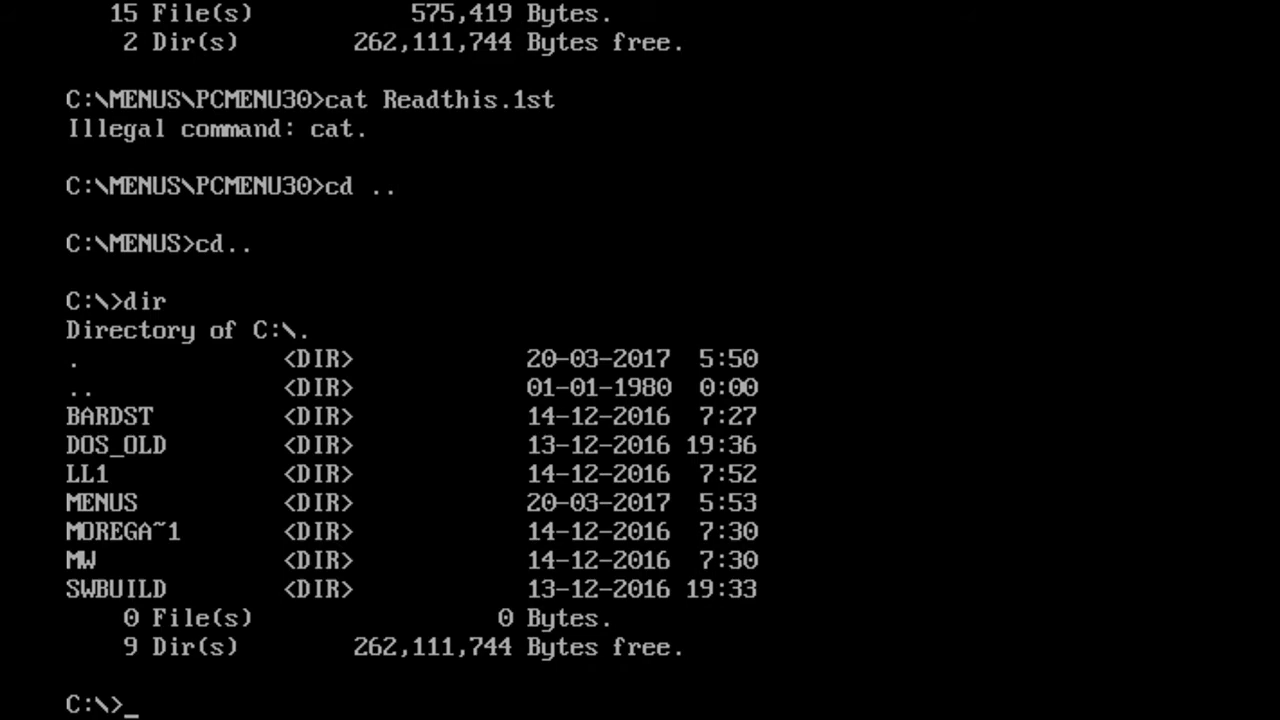 15 File(s) 575,419 Bytes.
2 Dir(s) 262,111,744 Bytes free.
C:\MENUS\PCMENU30>cat Readthis.1st
Illegal command: cat.
C:\MENUS\PCMENU30>cd ..
C:\MENUS>cd..
C:\>dir
Directory of C:\.
. <DIR> 20-03-2017 5:50
.. <DIR> 01-01-1980 0:00
BARDST <DIR> 14-12-2016 7:27
DOS_OLD <DIR> 13-12-2016 19:36
LL1 <DIR> 14-12-2016 7:52
MENUS <DIR> 20-03-2017 5:53
MOREGA~1 <DIR> 14-12-2016 7:30
MW <DIR> 14-12-2016 7:30
SWBUILD <DIR> 13-12-2016 19:33
0 File(s) 0 Bytes.
9 Dir(s) 262,111,744 Bytes free.
C:\>_